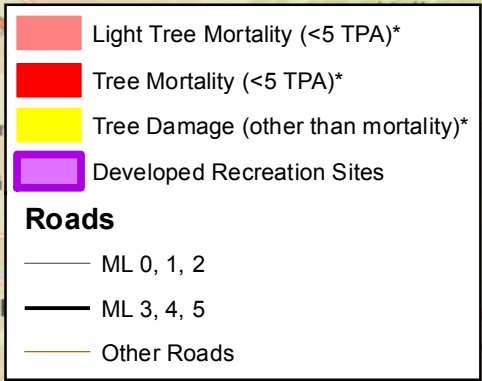 Light Tree Mortality (<5 TPA)*
Tree Mortality (<5 TPA)*
Tree Damage (other than mortality)*
Developed Recreation Sites
Roads
ML 0, 1, 2
ML 3, 4, 5
Other Roads